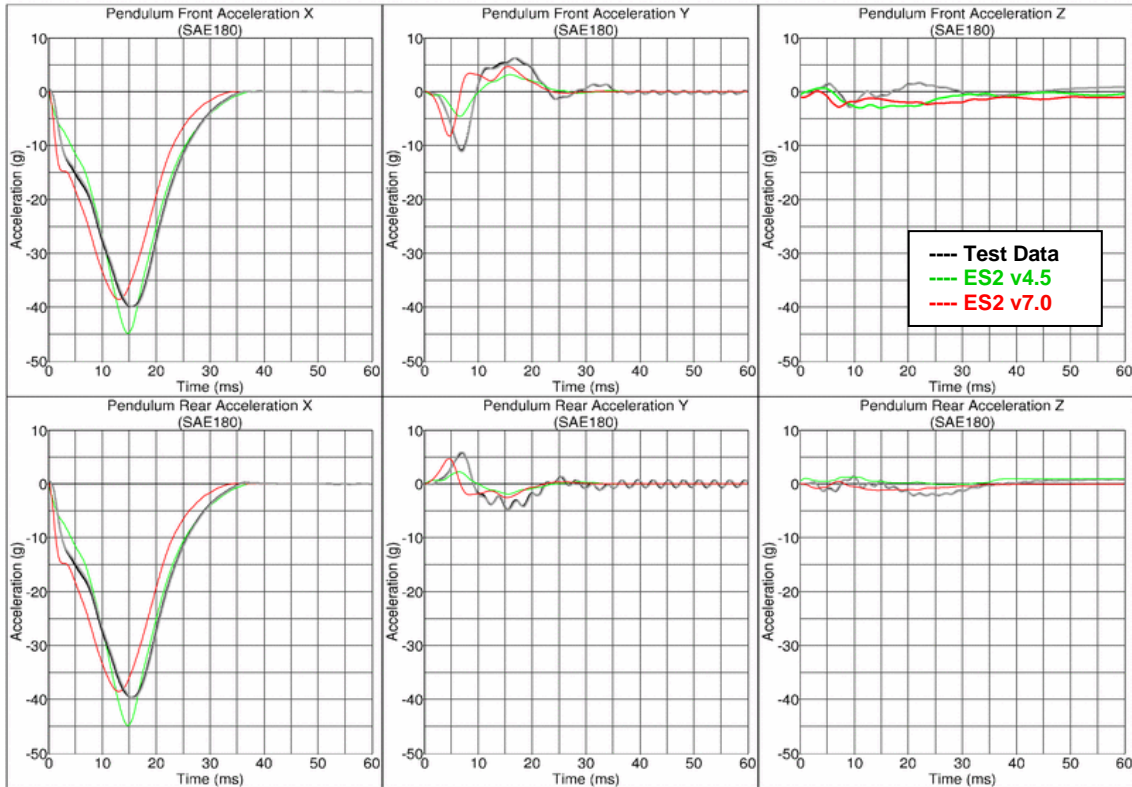 Pendulum Front Acceleration X
(SAE180)
10
0
-10
-20
-30
-40
-50
Acceleration (g)
0 10 20 30 40 50 60
Time (ms)
Pendulum Front Acceleration Y
(SAE180)
10
0
-10
-20
-30
-40
-50
Acceleration (g)
0 10 20 30 40 50 60
Time (ms)
Pendulum Front Acceleration Z
(SAE180)
10
0
-10
-20
-30
-40
-50
Acceleration (g)
0 10 20 30 40 50 60
Time (ms)
---- Test Data
---- ES2 v4.5
---- ES2 v7.0
Pendulum Rear Acceleration X
(SAE180)
10
0
-10
-20
-30
-40
-50
Acceleration (g)
0 10 20 30 40 50 60
Time (ms)
Pendulum Rear Acceleration Y
(SAE180)
10
0
-10
-20
-30
-40
-50
Acceleration (g)
0 10 20 30 40 50 60
Time (ms)
Pendulum Rear Acceleration Z
(SAE180)
10
0
-10
-20
-30
-40
-50
Acceleration (g)
0 10 20 30 40 50 60
Time (ms)